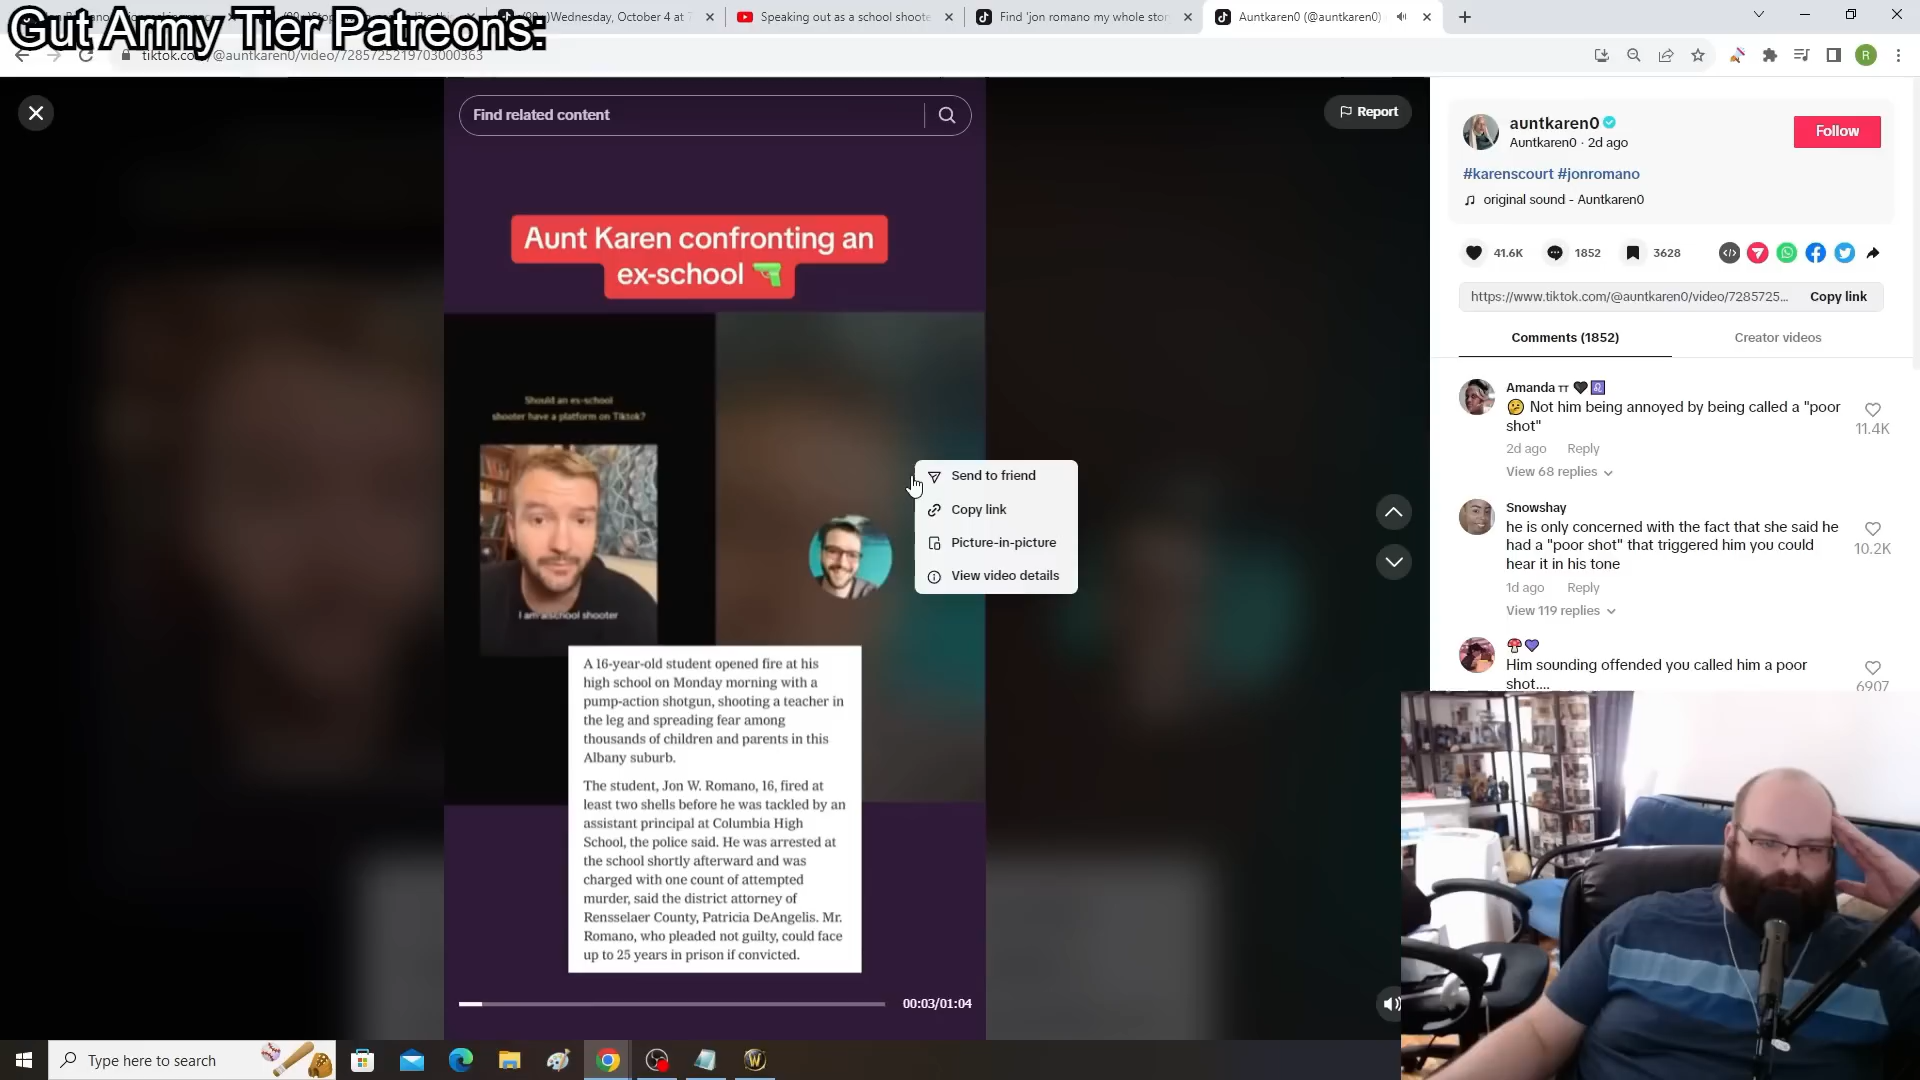 Gut Army Tier Patreons:
(99+)Wednesday, October 4 at 7
Speaking out as a school shoote
Find 'jon romano my whole stor
Auntkaren0 (@auntkaren0)
tiktok.com/@auntkaren0/video/7285725219703000363
R
Find related content
Report
Aunt Karen confronting an
ex-school
Should an ex-school
shooter have a platform on Tiktok?
I am a school shooter
Send to friend
Copy link
Picture-in-picture
View video details
A 16-year-old student opened fire at his
high school on Monday morning with a
pump-action shotgun, shooting a teacher in
the leg and spreading fear among
thousands of children and parents in this
Albany suburb.
The student, Jon W. Romano, 16, fired at
least two shells before he was tackled by an
assistant principal at Columbia High
School, the police said. He was arrested at
the school shortly afterward and was
charged with one count of attempted
murder, said the district attorney of
Rensselaer County, Patricia DeAngelis. Mr.
Romano, who pleaded not guilty, could face
up to 25 years in prison if convicted.
00:03/01:04
auntkaren0
Auntkaren0 · 2d ago
Follow
#karenscourt #jonromano
original sound - Auntkaren0
41.6K
1852
3628
https://www.tiktok.com/@auntkaren0/video/7285725...
Copy link
Comments (1852)
Creator videos
Amanda
Not him being annoyed by being called a "poor
shot"
11.4K
2d ago
Reply
View 68 replies
Snowshay
he is only concerned with the fact that she said he
had a "poor shot" that triggered him you could
hear it in his tone
10.2K
1d ago
Reply
View 119 replies
Him sounding offended you called him a poor
shot....
6907
Type here to search